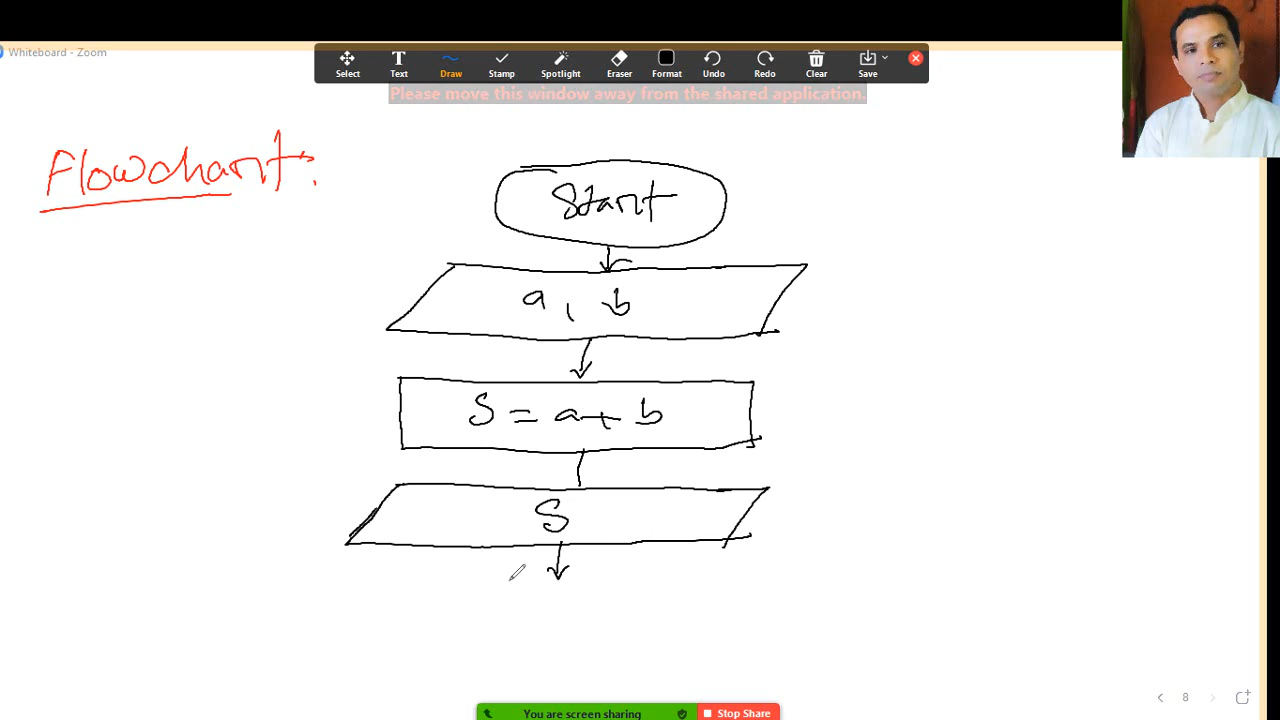 Whiteboard - Zoom
Select Text Draw Stamp Spotlight Eraser Format Undo Redo Clear Save
Please move this window away from the shared application.
Flowchart:
Start
a, b
S = a + b
S
8
You are screen sharing Stop Share